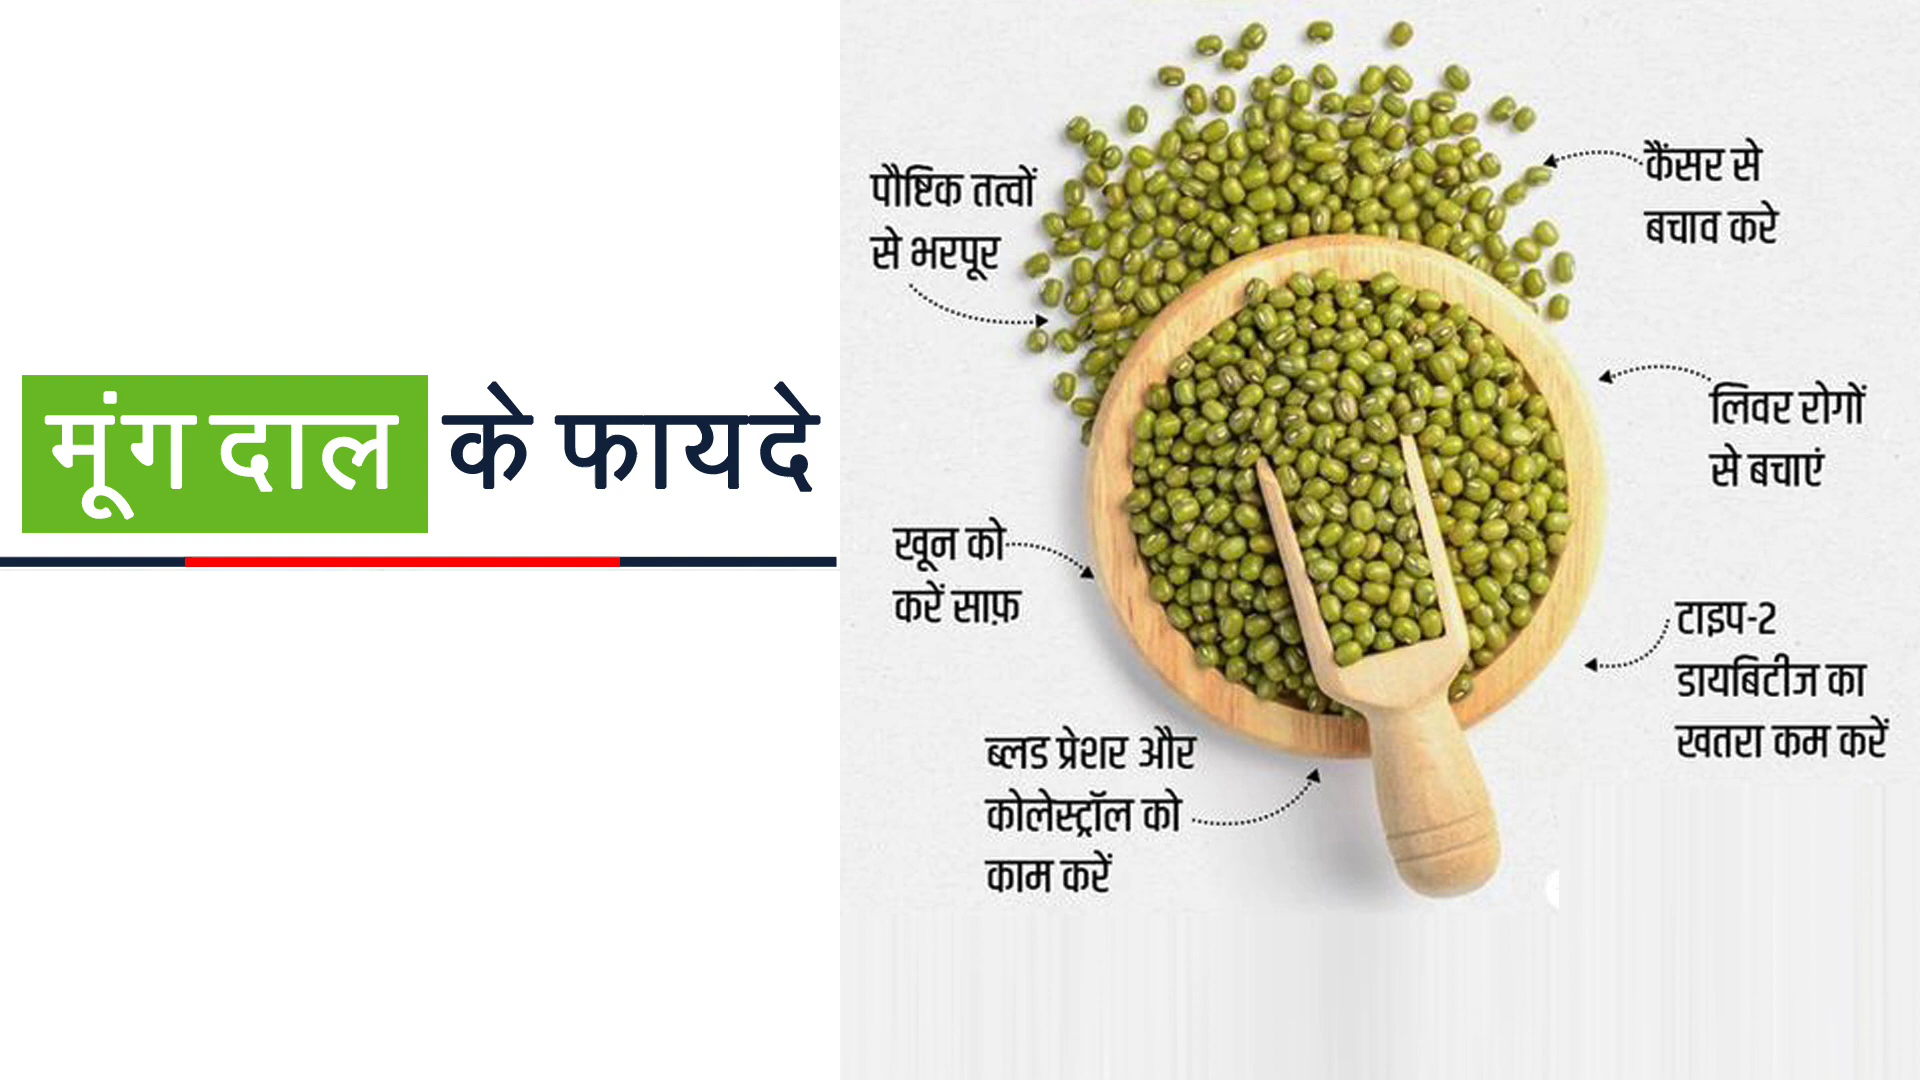 मूंग दाल के फायदे
पौष्टिक तत्वों
से भरपूर
कैंसर से
बचाव करे
लिवर रोगों
से बचाएं
खून को
करें साफ़
टाइप-2
डायबिटीज का
खतरा कम करें
ब्लड प्रेशर और
कोलेस्ट्रॉल को
काम करें